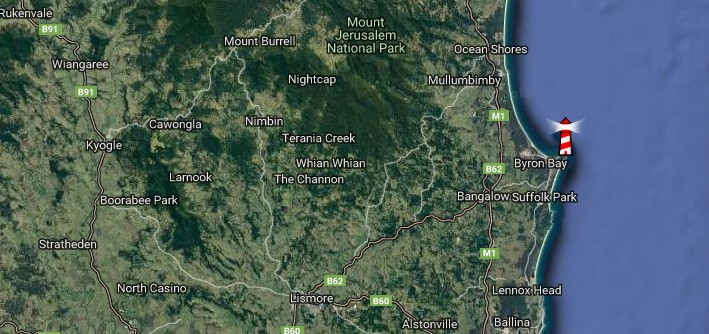 Rukenvale
B91
Mount
Jerusalem
National Park
Mount Burrell
Ocean Shores
Wiangaree
Nightcap
Mullumbimby
B91
M1
Cawongla
Nimbin
Terania Creek
Kyogle
Whian Whian
Byron Bay
B62
Larnook
The Channon
Boorabee Park
Bangalow
Suffolk Park
Stratheden
M1
B62
North Casino
Lennox Head
Lismore
B60
B60
Alstonville
Ballina